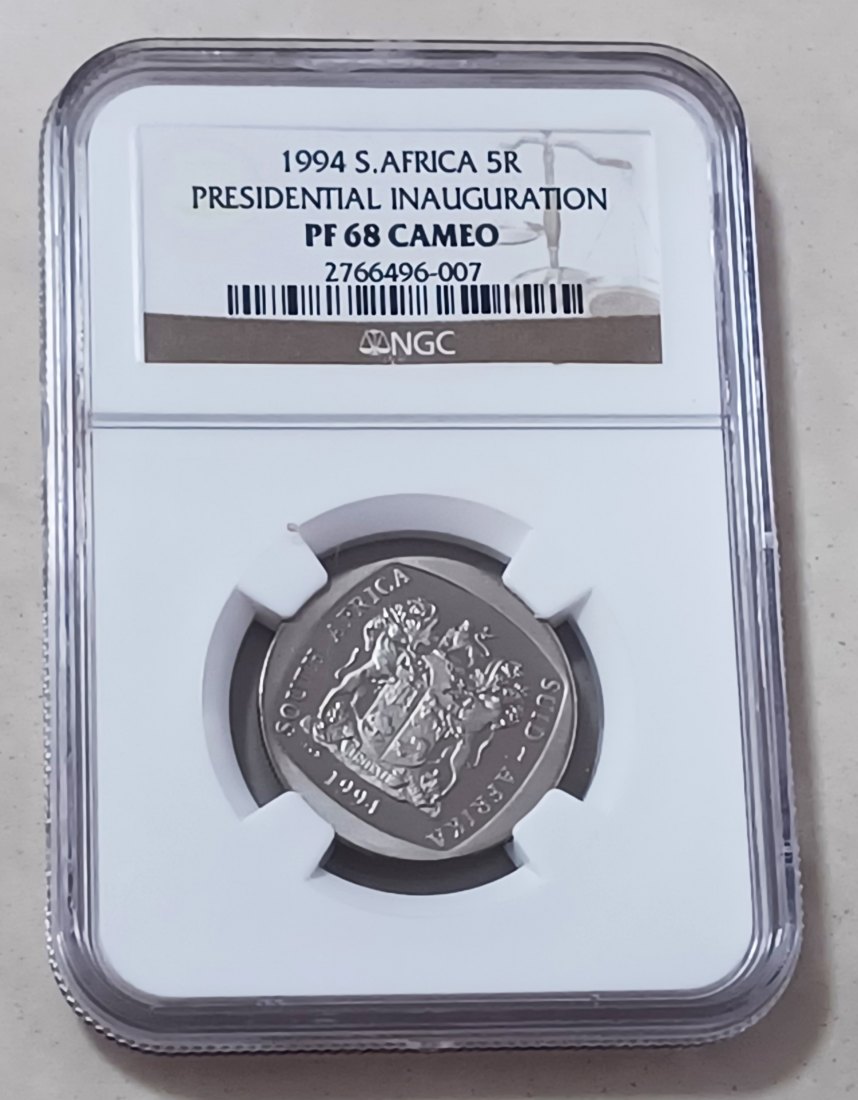 1994 S.AFRICA 5R
PRESIDENTIAL INAUGURATION
PF 68 CAMEO
2766496-007
NGC
SOUTH AFRICA
SUID-AFRIKA
1994